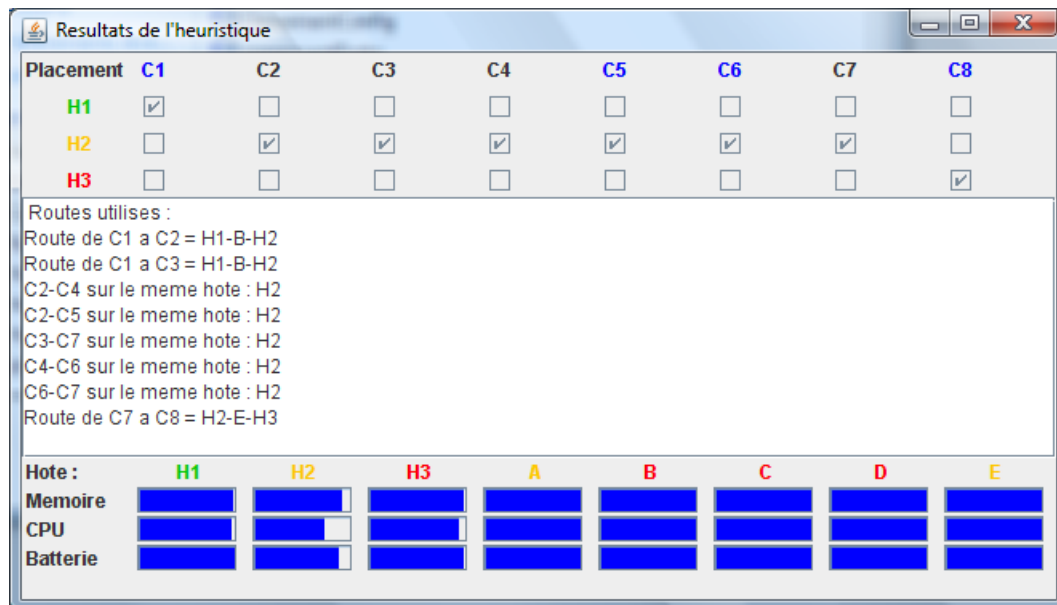 Resultats de l'heuristique
Placement C1 C2 C3 C4 C5 C6 C7 C8
H1
H2
H3
Routes utilises :
Route de C1 a C2 = H1-B-H2
Route de C1 a C3 = H1-B-H2
C2-C4 sur le meme hote : H2
C2-C5 sur le meme hote : H2
C3-C7 sur le meme hote : H2
C4-C6 sur le meme hote : H2
C6-C7 sur le meme hote : H2
Route de C7 a C8 = H2-E-H3
Hote : H1 H2 H3 A B C D E
Memoire
CPU
Batterie